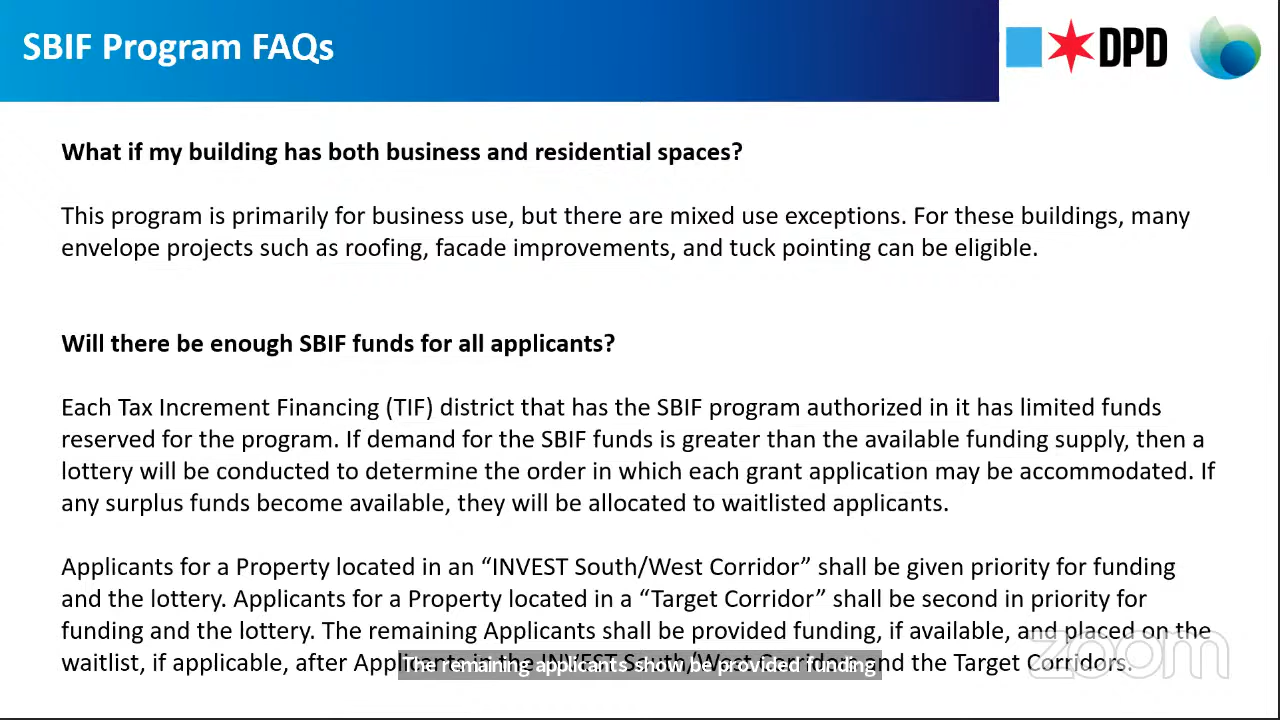 SBIF Program FAQs
DPD
What if my building has both business and residential spaces?
This program is primarily for business use, but there are mixed use exceptions. For these buildings, many
envelope projects such as roofing, facade improvements, and tuck pointing can be eligible.
Will there be enough SBIF funds for all applicants?
Each Tax Increment Financing (TIF) district that has the SBIF program authorized in it has limited funds
reserved for the program. If demand for the SBIF funds is greater than the available funding supply, then a
lottery will be conducted to determine the order in which each grant application may be accommodated. If
any surplus funds become available, they will be allocated to waitlisted applicants.
Applicants for a Property located in an “INVEST South/West Corridor” shall be given priority for funding
and the lottery. Applicants for a Property located in a “Target Corridor” shall be second in priority for
funding and the lottery. The remaining Applicants shall be provided funding, if available, and placed on the
waitlist, if applicable, after Applicants in the INVEST South/West Corridors and the Target Corridors.
The remaining applicants show be provided funding
zoom